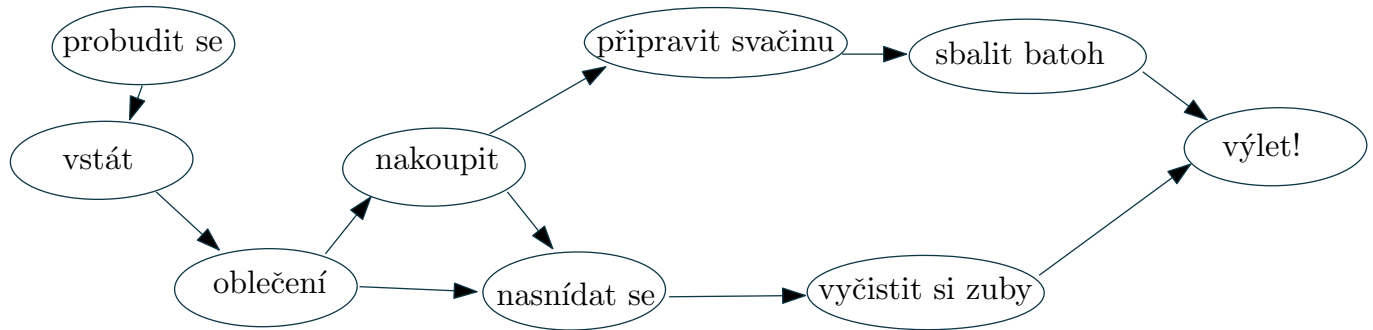 probudit se
připravit svačinu
sbalit batoh
vstát
nakoupit
výlet!
oblečení
nasnídat se
vyčistit si zuby